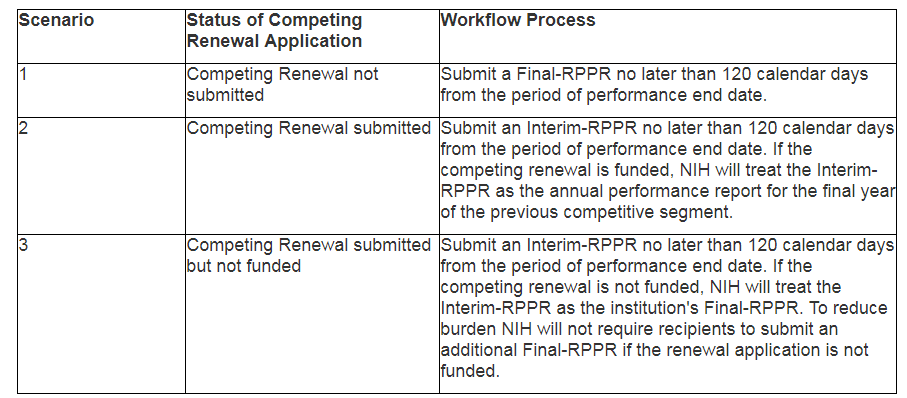 Scenario
Status of Competing
Renewal Application
Workflow Process
1
Competing Renewal not
submitted
Submit a Final-RPPR no later than 120 calendar days
from the period of performance end date.
2
Competing Renewal submitted
Submit an Interim-RPPR no later than 120 calendar days
from the period of performance end date. If the
competing renewal is funded, NIH will treat the Interim-
RPPR as the annual performance report for the final year
of the previous competitive segment.
3
Competing Renewal submitted
but not funded
Submit an Interim-RPPR no later than 120 calendar days
from the period of performance end date. If the
competing renewal is not funded, NIH will treat the
Interim-RPPR as the institution's Final-RPPR. To reduce
burden NIH will not require recipients to submit an
additional Final-RPPR if the renewal application is not
funded.